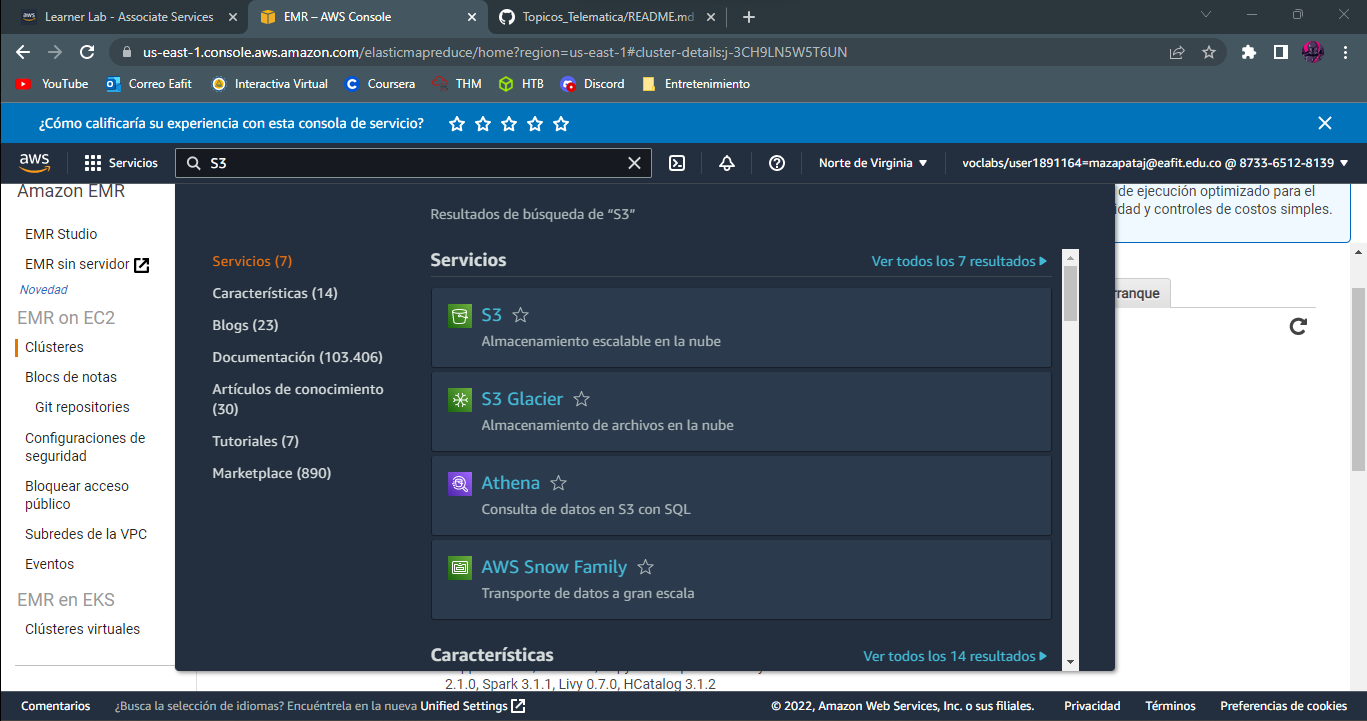 Learner Lab - Associate Services
EMR – AWS Console
Topicos_Telematica/README.md
us-east-1.console.aws.amazon.com/elasticmapreduce/home?region=us-east-1#cluster-details:j-3CH9LN5W5T6UN
YouTube
Correo Eafit
Interactiva Virtual
Coursera
THM
HTB
Discord
Entretenimiento
¿Cómo calificaría su experiencia con esta consola de servicio?
aws
Servicios
S3
Norte de Virginia
voclabs/user1891164=mazapataj@eafit.edu.co @ 8733-6512-8139
Amazon EMR
EMR Studio
EMR sin servidor
Novedad
EMR on EC2
Clústeres
Blocs de notas
Git repositories
Configuraciones de
seguridad
Bloquear acceso
público
Subredes de la VPC
Eventos
EMR en EKS
Clústeres virtuales
Resultados de búsqueda de “S3”
Servicios (7)
Características (14)
Blogs (23)
Documentación (103.406)
Artículos de conocimiento
(30)
Tutoriales (7)
Marketplace (890)
Servicios
Ver todos los 7 resultados
S3
Almacenamiento escalable en la nube
S3 Glacier
Almacenamiento de archivos en la nube
Athena
Consulta de datos en S3 con SQL
AWS Snow Family
Transporte de datos a gran escala
Características
Ver todos los 14 resultados
de ejecución optimizado para el
idad y controles de costos simples.
rranque
2.1.0, Spark 3.1.1, Livy 0.7.0, HCatalog 3.1.2
Comentarios
¿Busca la selección de idiomas? Encuéntrela en la nueva Unified Settings
© 2022, Amazon Web Services, Inc. o sus filiales.
Privacidad
Términos
Preferencias de cookies